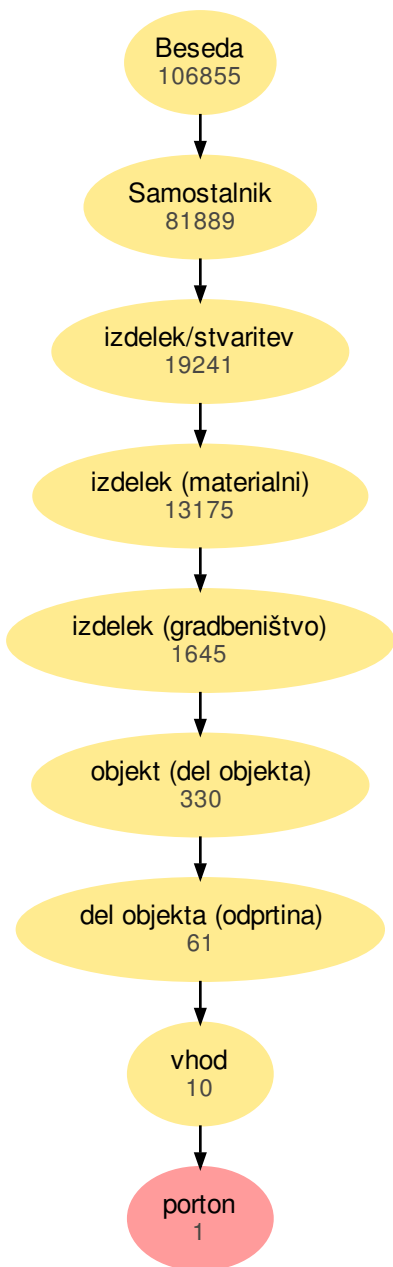 Beseda
106855
Samostalnik
81889
izdelek/stvaritev
19241
izdelek (materialni)
13175
izdelek (gradbeništvo)
1645
objekt (del objekta)
330
del objekta (odprtina)
61
vhod
10
porton
1